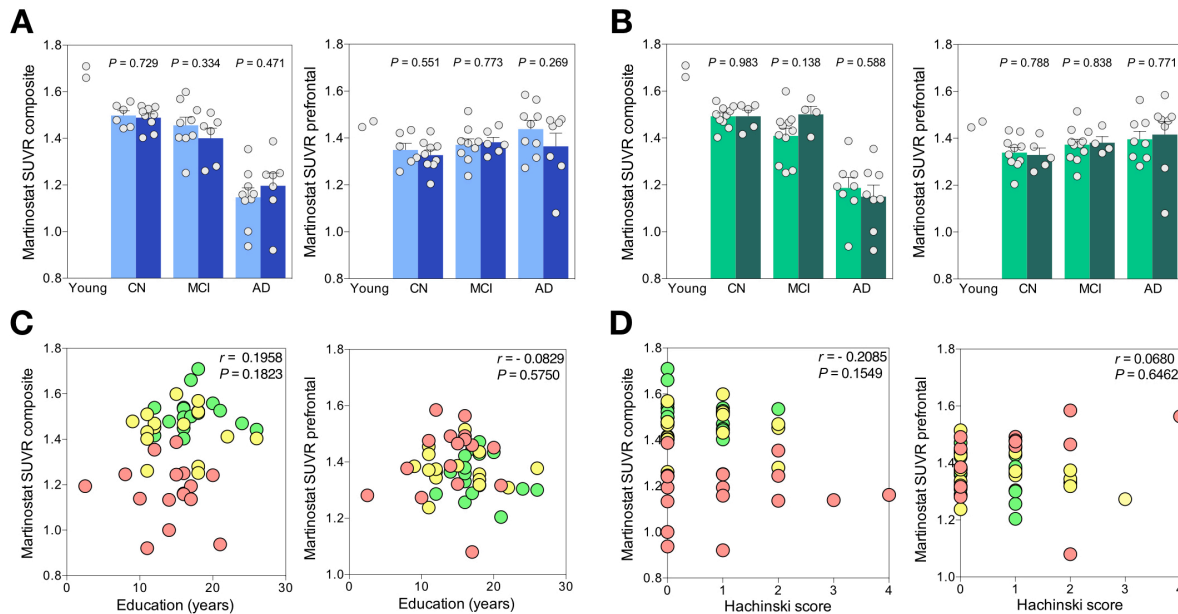 A
B
Martinostat SUVR composite
1.8
1.6
1.4
1.2
1.0
0.8
P = 0.729
P = 0.334
P = 0.471
Young
CN
MCI
AD
Martinostat SUVR prefrontal
1.8
1.6
1.4
1.2
1.0
0.8
P = 0.551
P = 0.773
P = 0.269
Young
CN
MCI
AD
Martinostat SUVR composite
1.8
1.6
1.4
1.2
1.0
0.8
P = 0.983
P = 0.138
P = 0.588
Young
CN
MCI
AD
Martinostat SUVR prefrontal
1.8
1.6
1.4
1.2
1.0
0.8
P = 0.788
P = 0.838
P = 0.771
Young
CN
MCI
AD
C
D
Martinostat SUVR composite
1.8
1.6
1.4
1.2
1.0
0.8
r = 0.1958
P = 0.1823
0
10
20
30
Education (years)
Martinostat SUVR prefrontal
1.8
1.6
1.4
1.2
1.0
r = - 0.0829
P = 0.5750
0
10
20
30
Education (years)
Martinostat SUVR composite
1.8
1.6
1.4
1.2
1.0
0.8
r = -0.2085
P = 0.1549
0
1
2
3
4
Hachinski score
Martinostat SUVR prefrontal
1.8
1.6
1.4
1.2
1.0
r = 0.0680
P = 0.6462
0
1
2
3
4
Hachinski score